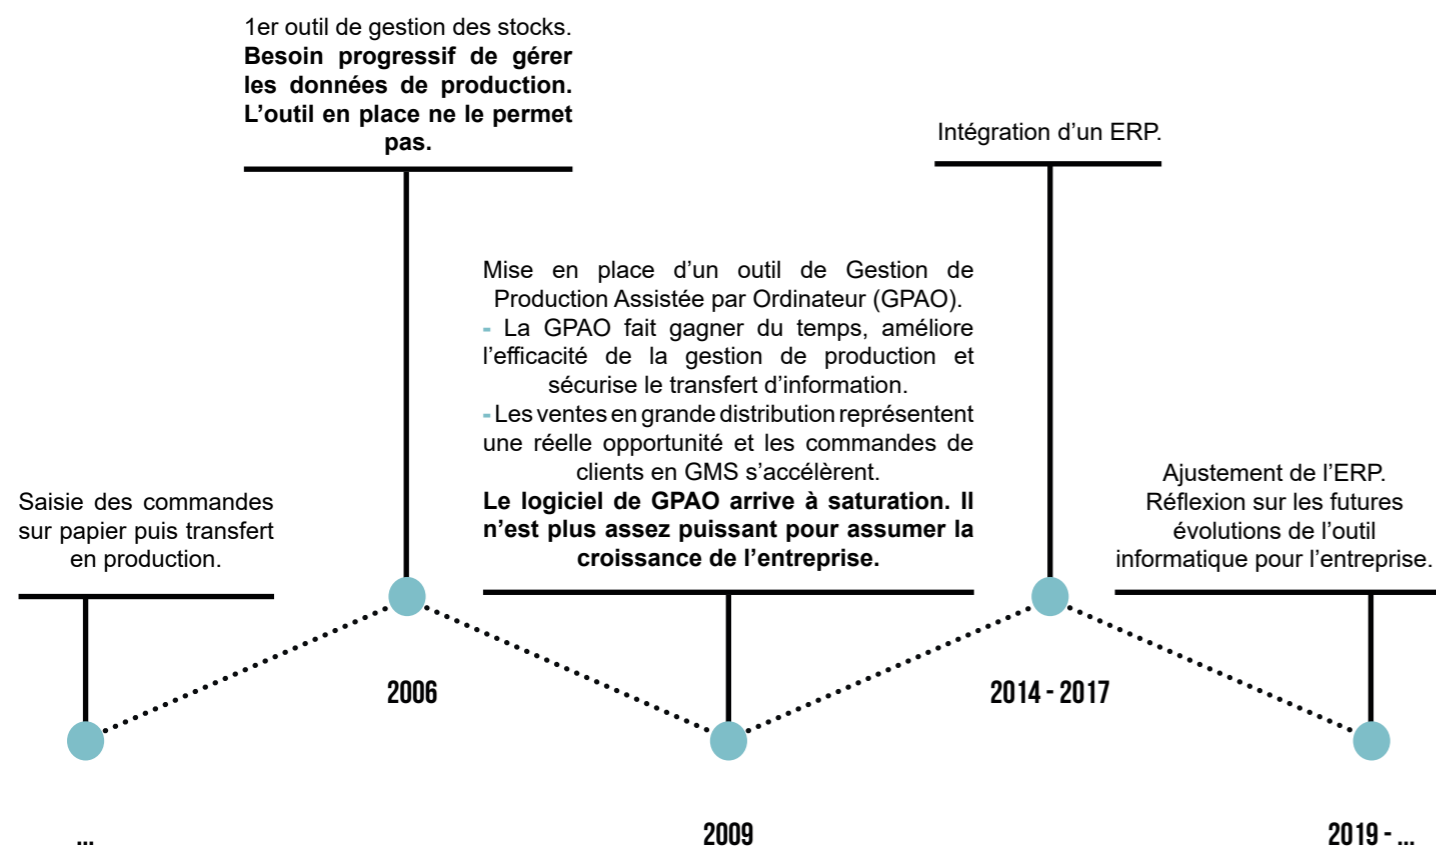 1er outil de gestion des stocks.
Besoin progressif de gérer
les données de production.
L’outil en place ne le permet
pas.
Intégration d’un ERP.
Mise en place d’un outil de Gestion de
Production Assistée par Ordinateur (GPAO).
- La GPAO fait gagner du temps, améliore
l’efficacité de la gestion de production et
sécurise le transfert d’information.
- Les ventes en grande distribution représentent
une réelle opportunité et les commandes de
clients en GMS s’accélèrent.
Le logiciel de GPAO arrive à saturation. Il
n’est plus assez puissant pour assumer la
croissance de l’entreprise.
Saisie des commandes
sur papier puis transfert
en production.
Ajustement de l’ERP.
Réflexion sur les futures
évolutions de l’outil
informatique pour l’entreprise.
2006
2014 - 2017
...
2009
2019 - ...